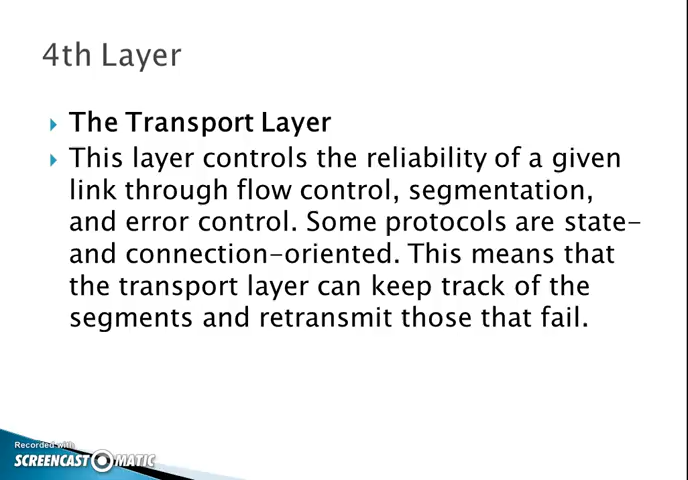 4th Layer
The Transport Layer
This layer controls the reliability of a given
link through flow control, segmentation,
and error control. Some protocols are state-
and connection-oriented. This means that
the transport layer can keep track of the
segments and retransmit those that fail.
Recorded with
SCREENCAST MATIC